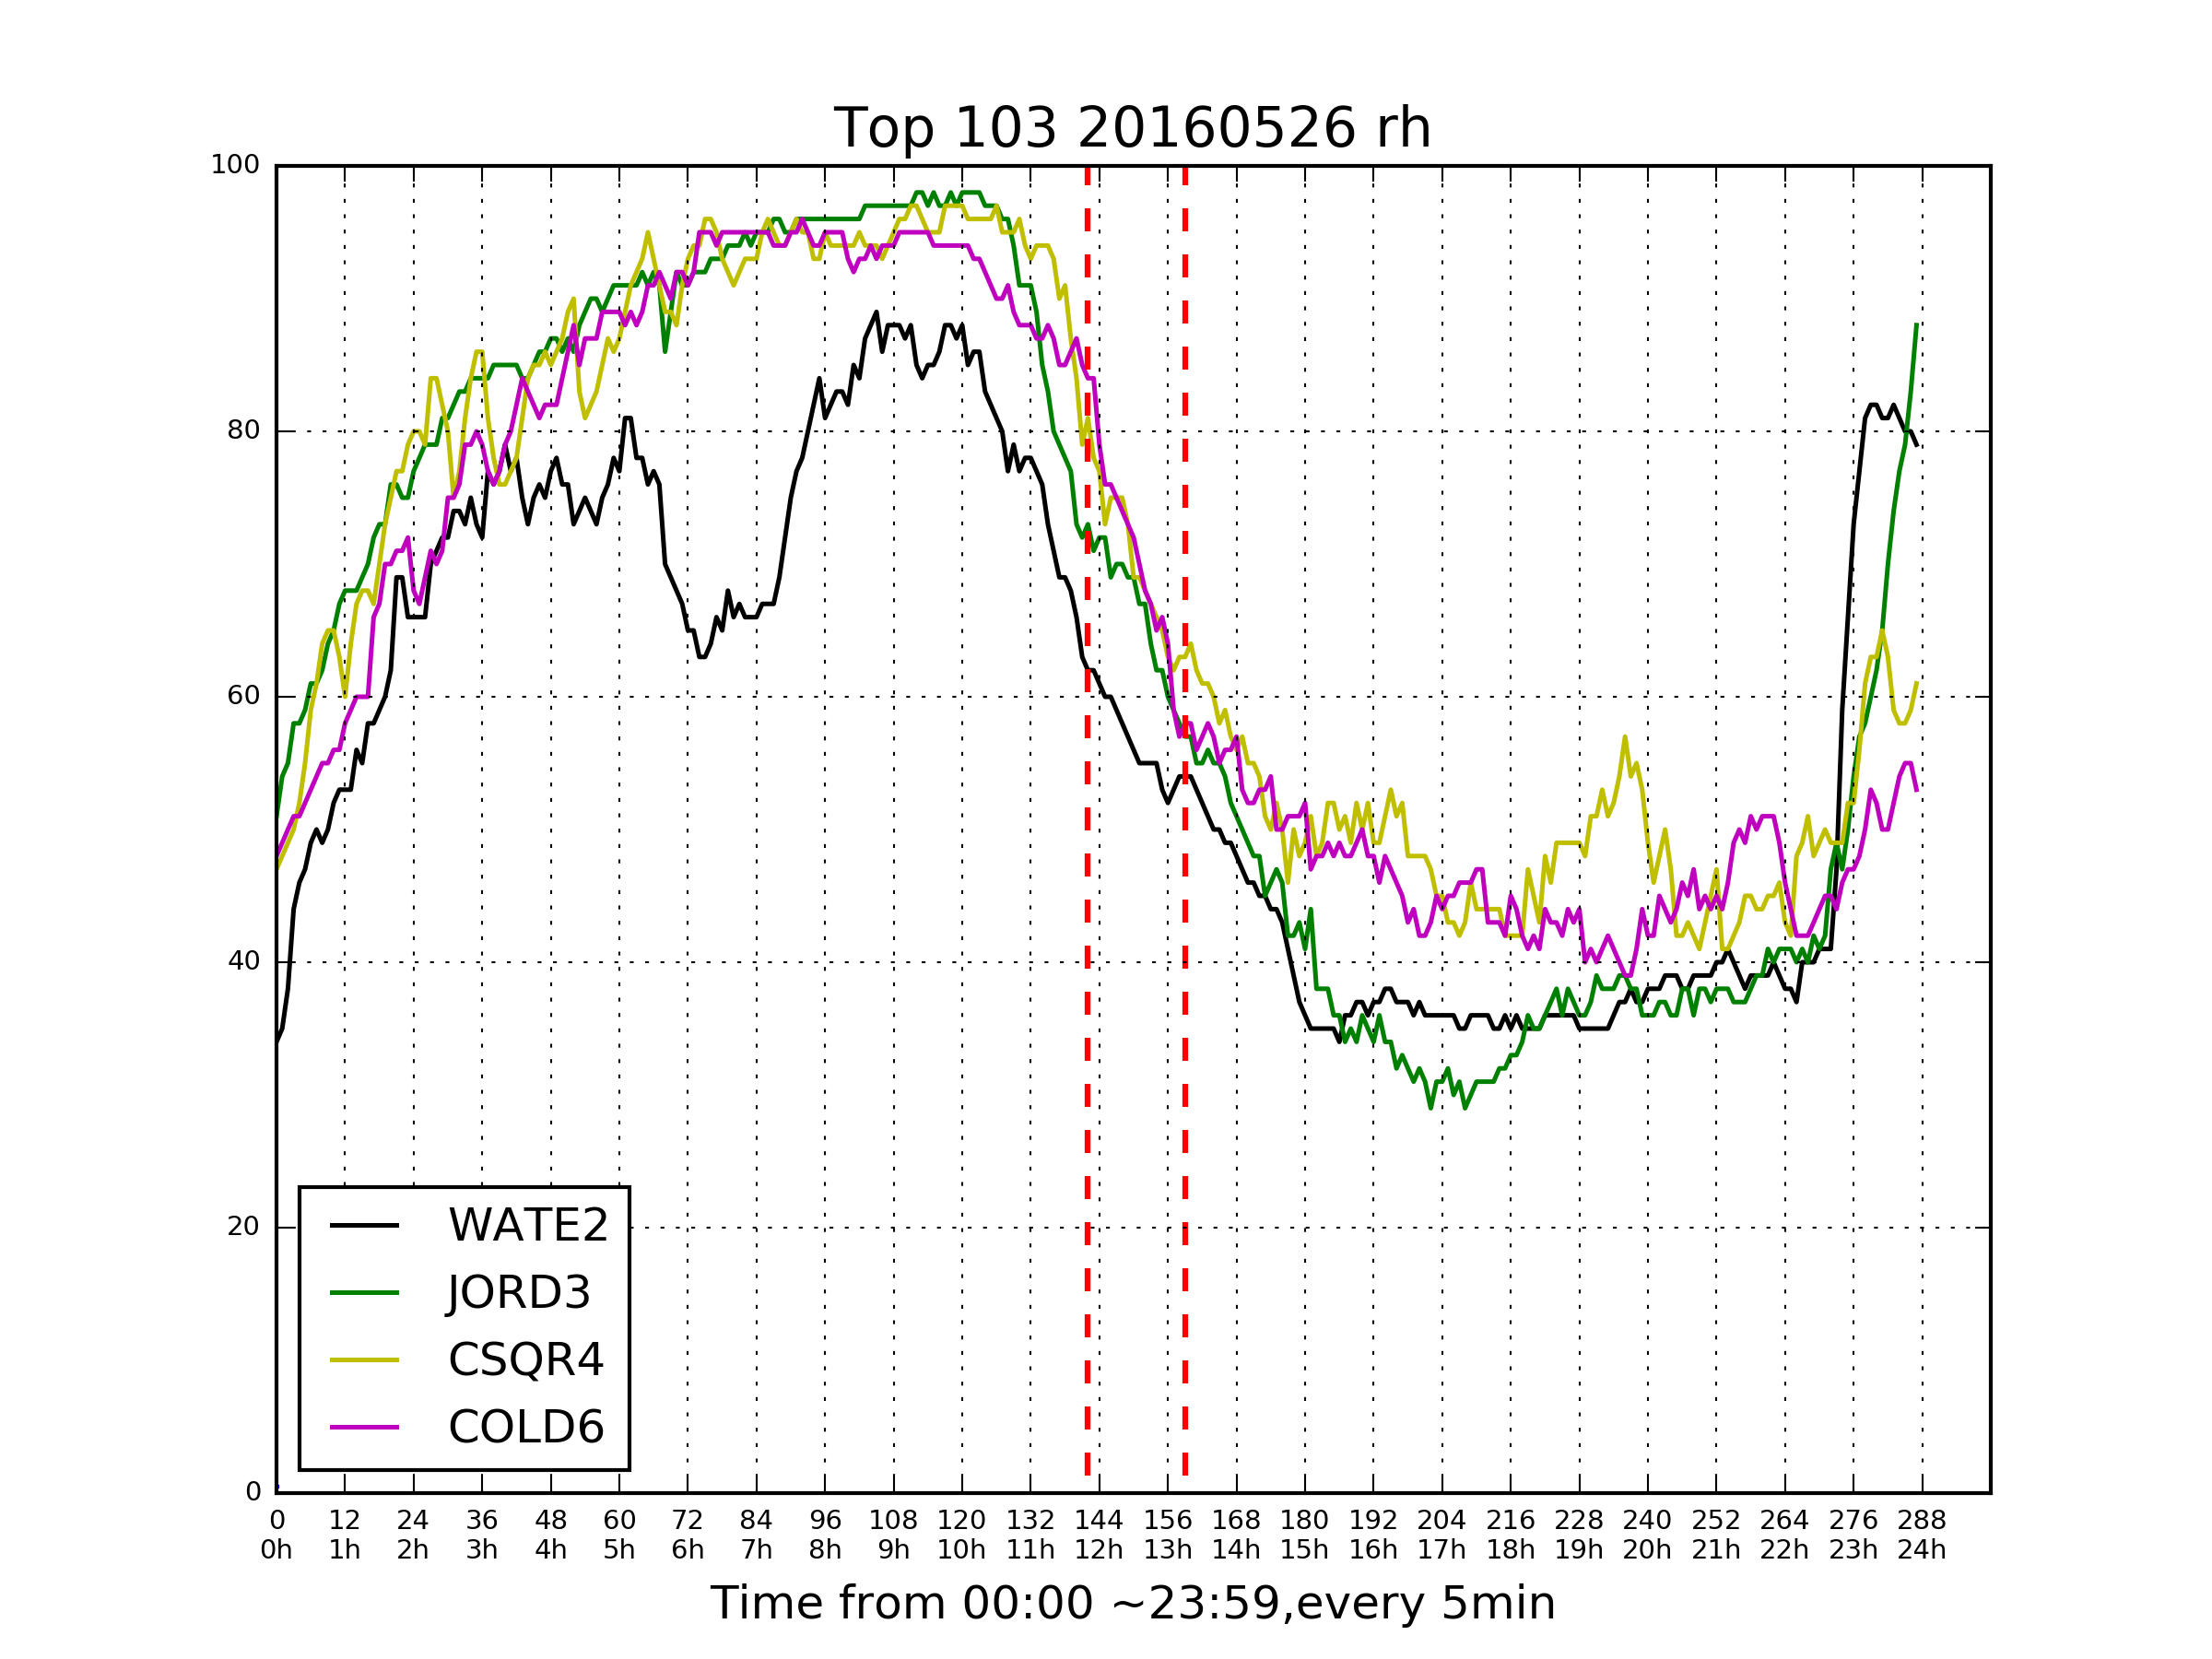 Top 103 20160526 rh
100
80
60
40
20
0
WATE2
JORD3
CSQR4
COLD6
0 12 24 36 48 60 72 84 96 108 120 132 144 156 168 180 192 204 216 228 240 252 264 276 288
0h 1h 2h 3h 4h 5h 6h 7h 8h 9h 10h 11h 12h 13h 14h 15h 16h 17h 18h 19h 20h 21h 22h 23h 24h
Time from 00:00 ~23:59,every 5min